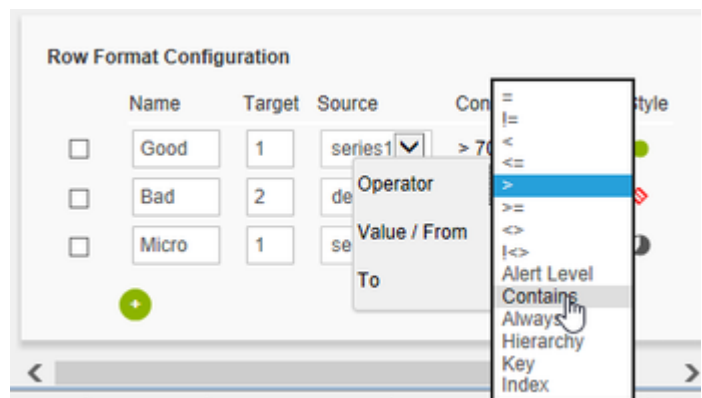 Row Format Configuration
Name Target Source Con Style
Good 1 series1 > 70
Bad 2 de
Micro 1 se
Operator
Value / From
To
=
!=
<
<=
>
>=
<>
!<>
Alert Level
Contains
Always
Hierarchy
Key
Index